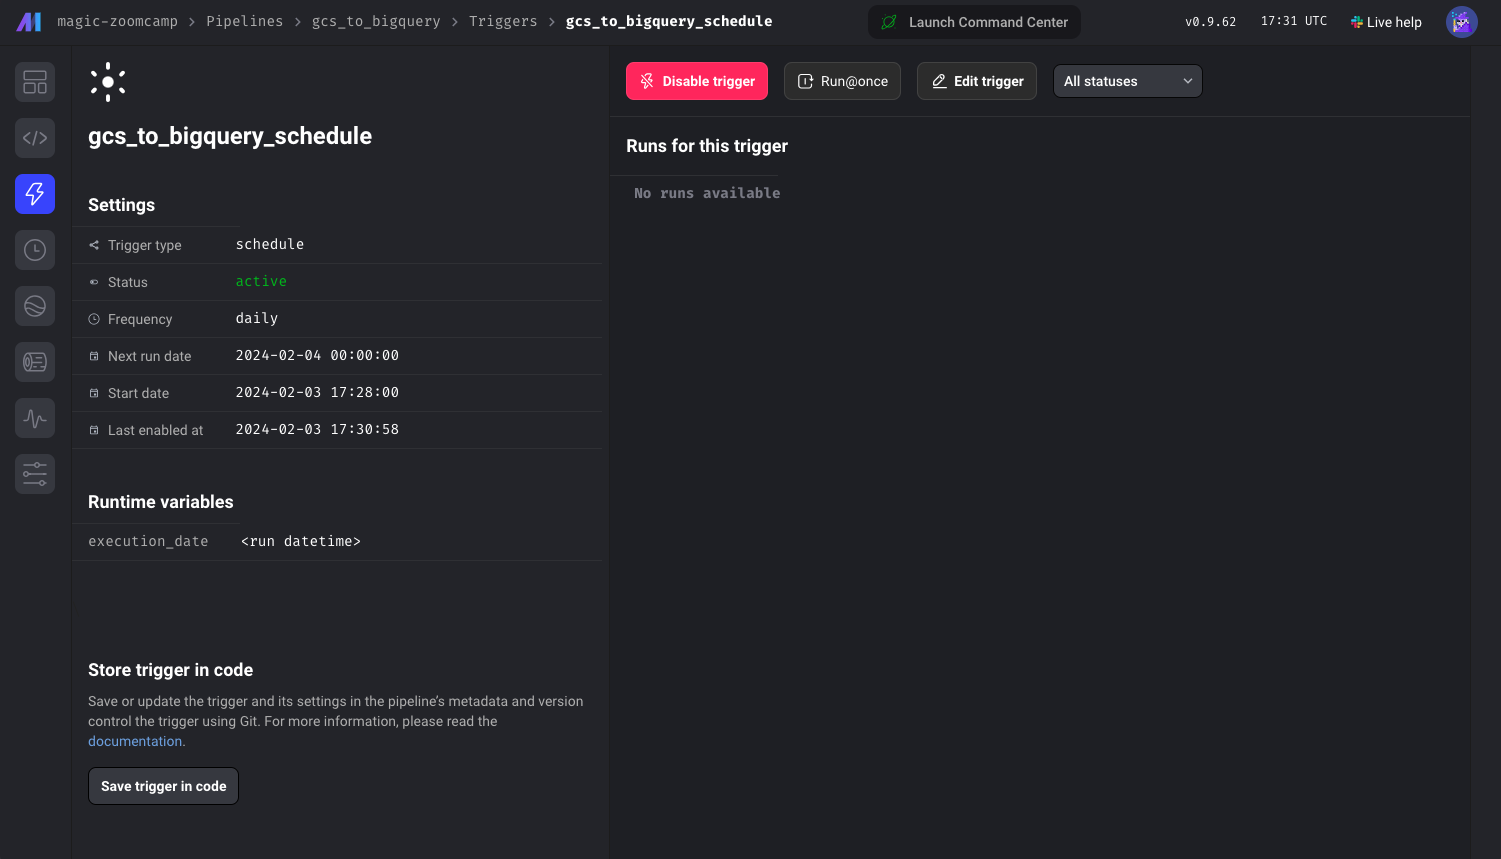 magic-zoomcamp > Pipelines > gcs_to_bigquery > Triggers > gcs_to_bigquery_schedule
Launch Command Center
v0.9.62
17:31 UTC
Live help
gcs_to_bigquery_schedule
Settings
Trigger type schedule
Status active
Frequency daily
Next run date 2024-02-04 00:00:00
Start date 2024-02-03 17:28:00
Last enabled at 2024-02-03 17:30:58
Runtime variables
execution_date <run datetime>
Store trigger in code
Save or update the trigger and its settings in the pipeline’s metadata and version
control the trigger using Git. For more information, please read the
documentation.
Save trigger in code
Disable trigger
Run@once
Edit trigger
All statuses
Runs for this trigger
No runs available